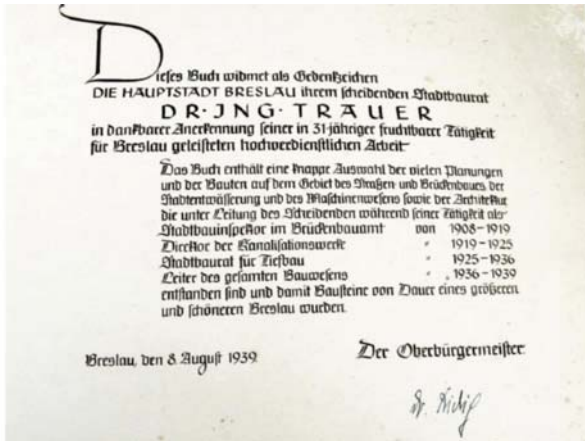 Dieses Buch widmet als Gedenkzeichen
DIE HAUPTSTADT BRESLAU ihrem scheidenden Stadtbaurat
DR·ING·TRAUER
in dankbarer Anerkennung seiner in 31jähriger fruchtbarer Tätigkeit
für Breslau geleisteten hochverdienstlichen Arbeit·
Das Buch enthält eine knappe Auswahl der vielen Planungen
und der Bauten auf dem Gebiet des Straßen und Brückenbaues, der
Stadtentwässerung und des Maschinenwesens sowie der Architektur
die unter Leitung des Scheidenden während seiner Tätigkeit als·
Stadtbauinspektor im Brückenbauamt von 1908–1919
Direktor der Kanalisationswerke " 1919–1925
Stadtbaurat für Tiefbau " 1925–1936
Leiter des gesamten Bauwesens " 1936–1939
entstanden sind und damit Bausteine von Dauer eines größeren
und schöneren Breslau wurden.
Breslau, den 8. August 1939
Der Oberbürgermeister
Dr.